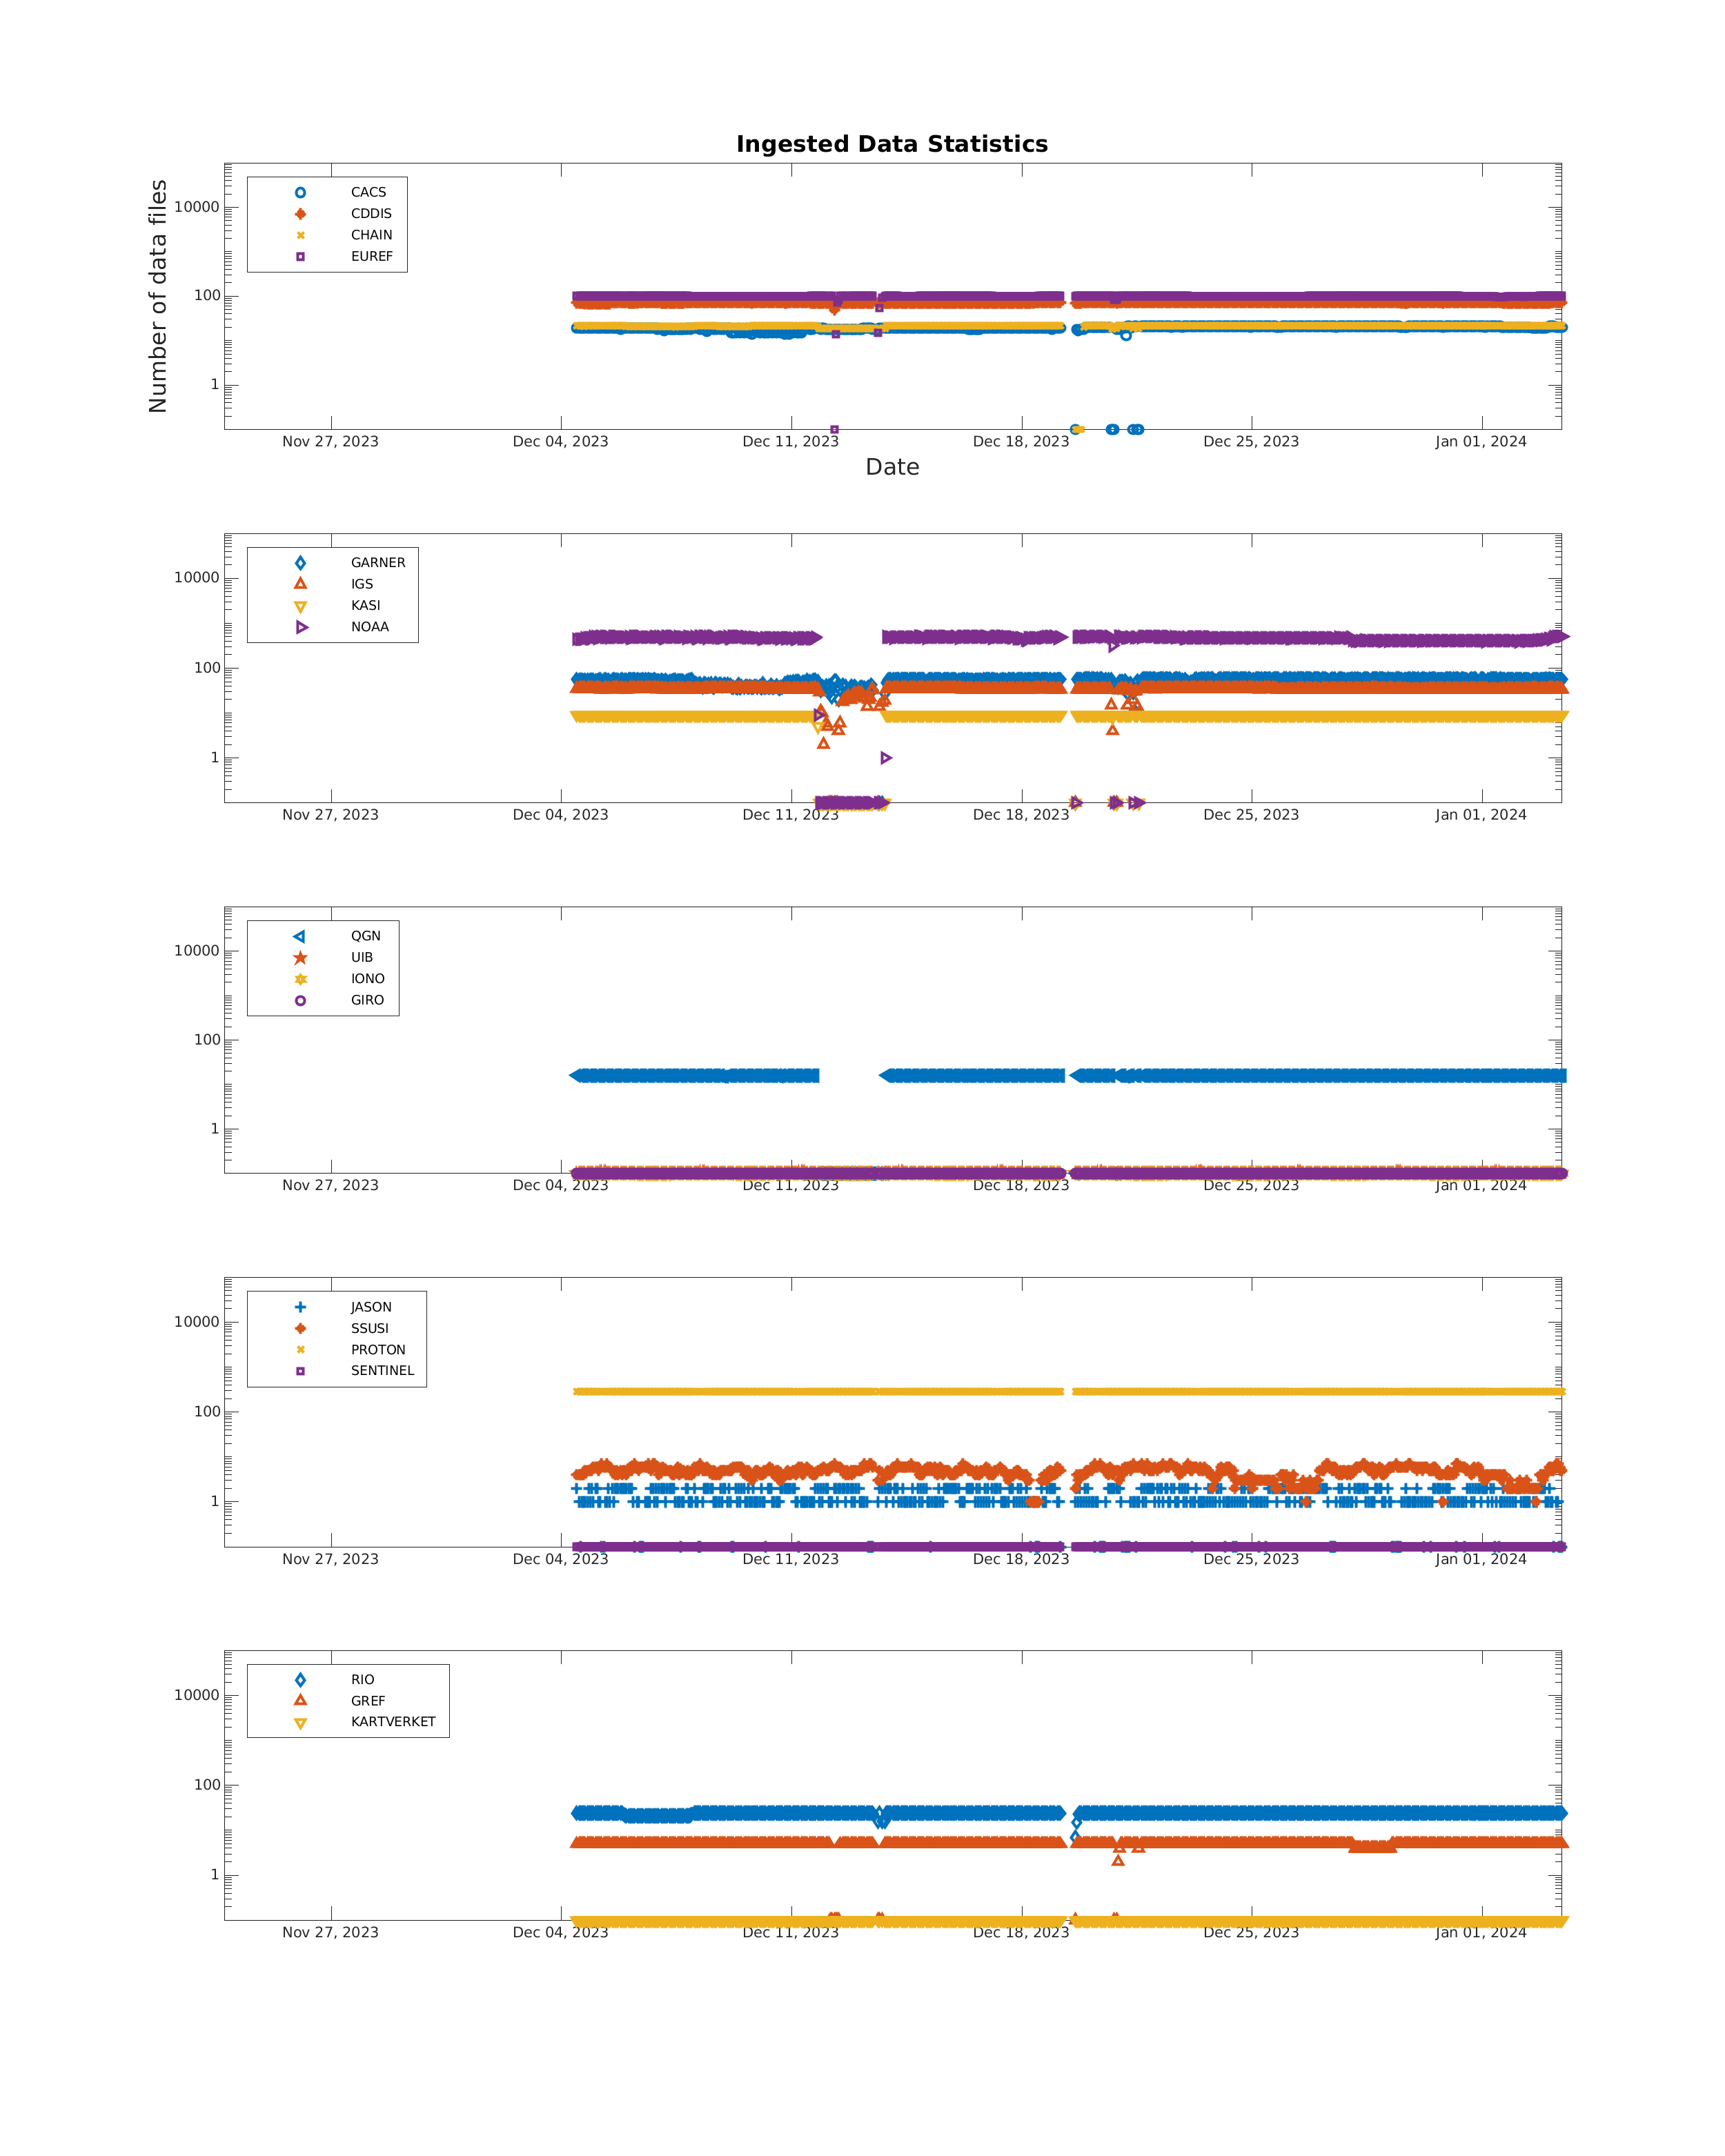 Ingested Data Statistics
Number of data files
10000
100
1
CACS
CDDIS
CHAIN
EUREF
Nov 27, 2023 Dec 04, 2023 Dec 11, 2023 Dec 18, 2023 Dec 25, 2023 Jan 01, 2024
Date
10000
100
1
GARNER
IGS
KASI
NOAA
Nov 27, 2023 Dec 04, 2023 Dec 11, 2023 Dec 18, 2023 Dec 25, 2023 Jan 01, 2024
10000
100
1
QGN
UIB
IONO
GIRO
Nov 27, 2023 Dec 04, 2023 Dec 11, 2023 Dec 18, 2023 Dec 25, 2023 Jan 01, 2024
10000
100
1
JASON
SSUSI
PROTON
SENTINEL
Nov 27, 2023 Dec 04, 2023 Dec 11, 2023 Dec 18, 2023 Dec 25, 2023 Jan 01, 2024
10000
100
1
RIO
GREF
KARTVERKET
Nov 27, 2023 Dec 04, 2023 Dec 11, 2023 Dec 18, 2023 Dec 25, 2023 Jan 01, 2024